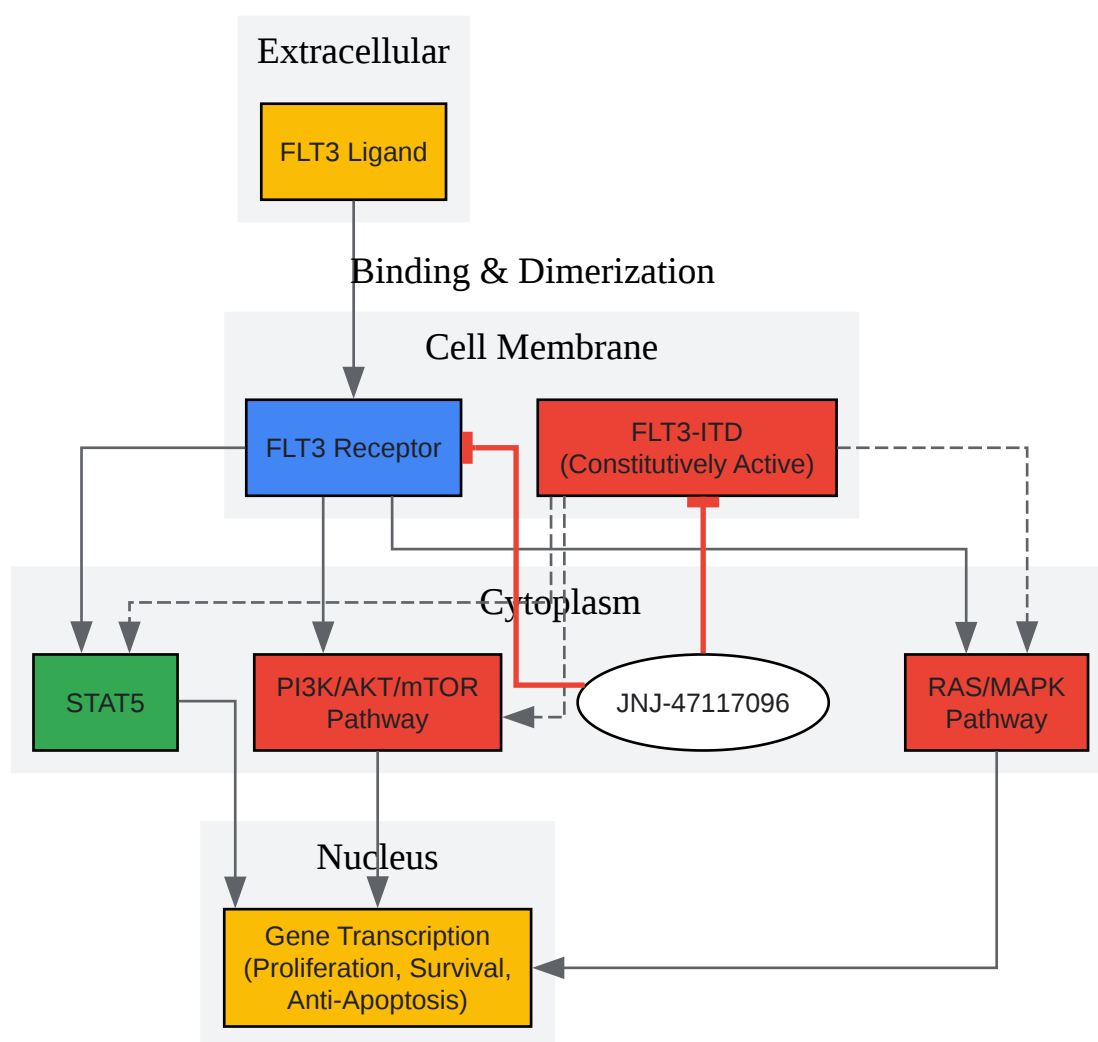 Extracellular
FLT3 Ligand
Binding & Dimerization
Cell Membrane
FLT3 Receptor
FLT3-ITD
(Constitutively Active)
Cytoplasm
STAT5
PI3K/AKT/mTOR
Pathway
JNJ-47117096
RAS/MAPK
Pathway
Nucleus
Gene Transcription
(Proliferation, Survival,
Anti-Apoptosis)